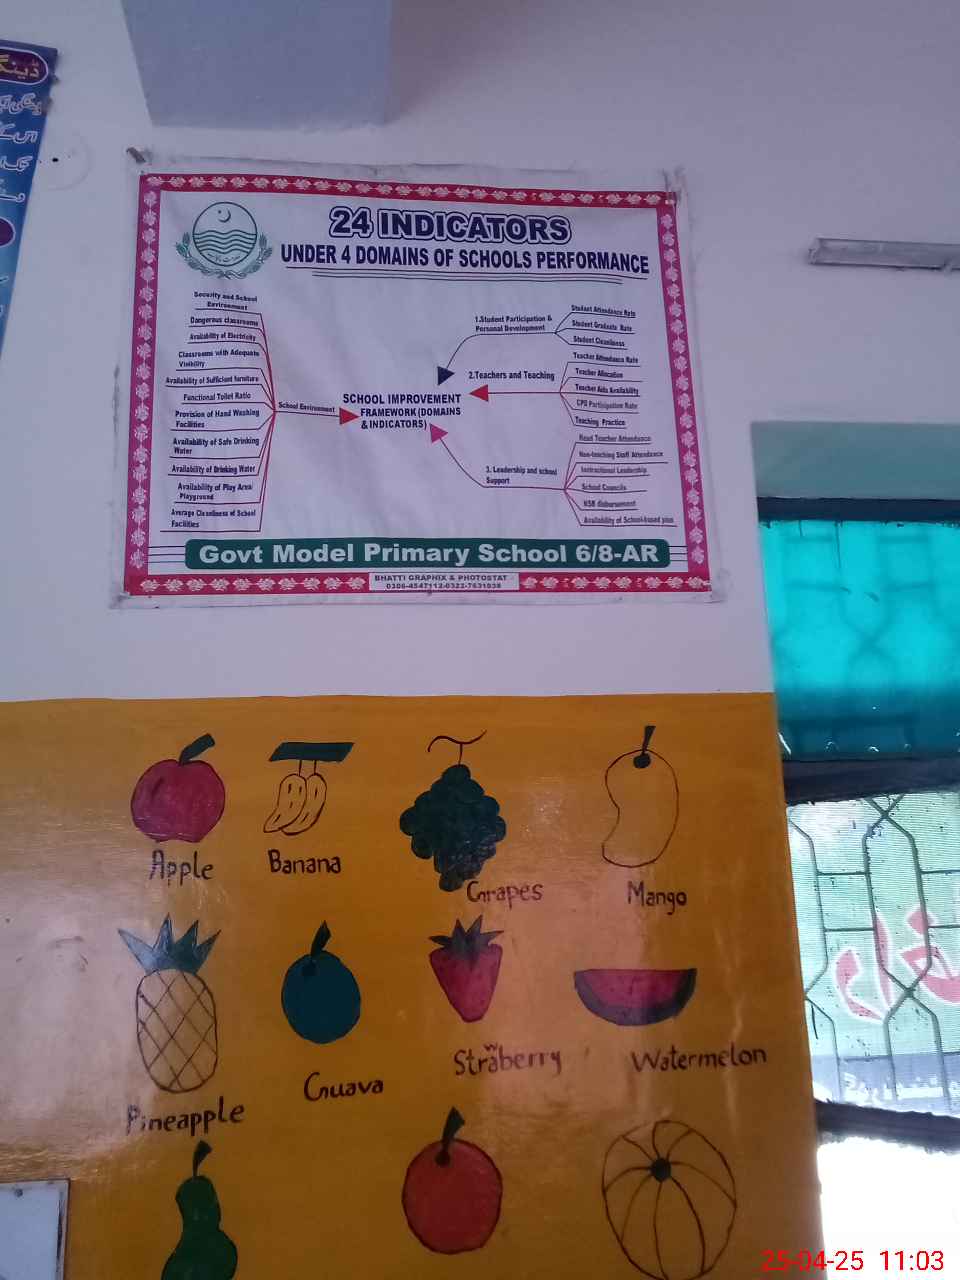 ڈینگی
24 INDICATORS
UNDER 4 DOMAINS OF SCHOOLS PERFORMANCE
Security and School
Environment
Dangerous classrooms
Availability of Electricity
Classrooms with Adequate
Visibility
Availability of Sufficient furniture
Functional Toilet Ratio
Provision of Hand Washing
Facilities
Availability of Safe Drinking
Water
Availability of Drinking Water
Availability of Play Area/
Playground
Average Cleanliness of School
Facilities
School Environment
SCHOOL IMPROVEMENT
FRAMEWORK (DOMAINS
& INDICATORS)
1.Student Participation &
Personal Development
Student Attendance Rate
Student Graduate Rate
Student Cleanliness
2.Teachers and Teaching
Teacher Attendance Rate
Teacher Allocation
Teacher Aids Availability
CPD Participation Rate
Teaching Practice
3. Leadership and school
Support
Head Teacher Attendance
Non-teaching Staff Attendance
Instructional Leadership
School Councils
NSB disbursement
Availability of School-based plan
Govt Model Primary School 6/8-AR
BHATTI GRAPHIX & PHOTOSTAT
0306-4547112-0322-7631038
Apple
Banana
Grapes
Mango
Pineapple
Guava
Straberry
w
Watermelon
25-04-25 11:03